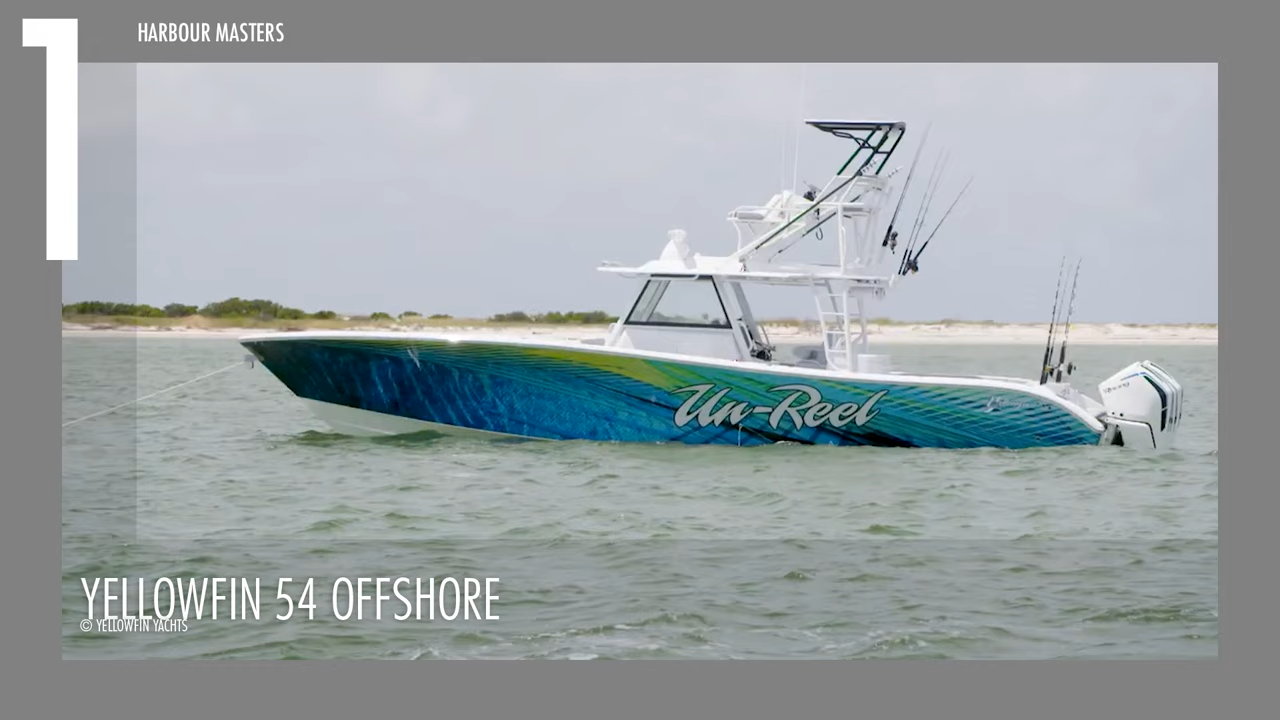 1
HARBOUR MASTERS
Un-Reel
YELLOWFIN 54 OFFSHORE
© YELLOWFIN YACHTS